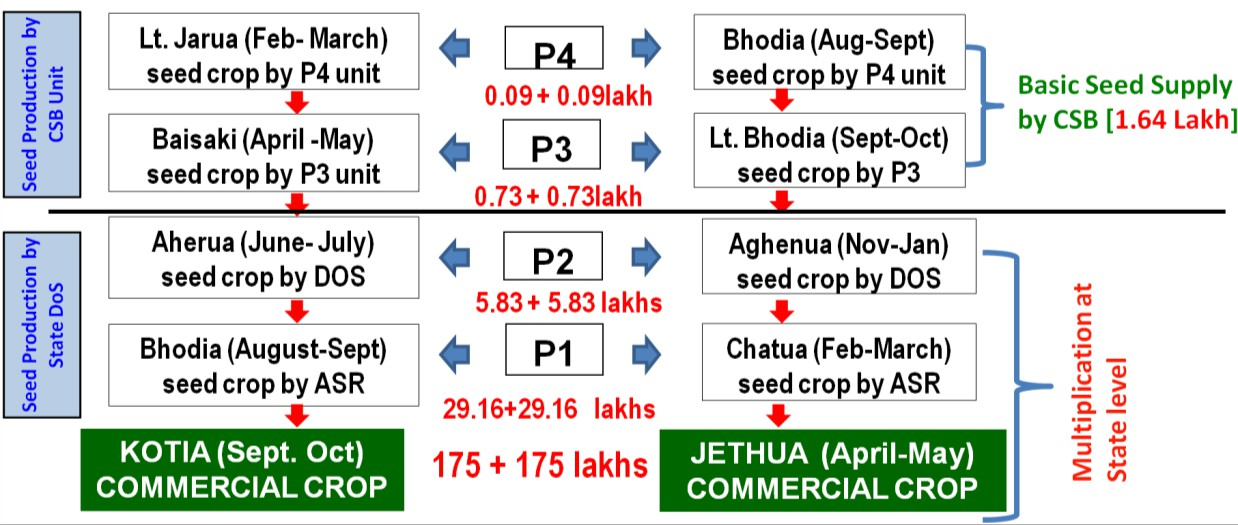 Seed Production by
CSB Unit
Lt. Jarua (Feb- March)
seed crop by P4 unit
P4
0.09 + 0.09lakh
Bhodia (Aug-Sept)
seed crop by P4 unit
Basic Seed Supply
by CSB [1.64 Lakh]
Baisaki (April -May)
seed crop by P3 unit
P3
0.73 + 0.73lakh
Lt. Bhodia (Sept-Oct)
seed crop by P3
Seed Production by
State DoS
Aherua (June- July)
seed crop by DOS
P2
5.83 + 5.83 lakhs
Aghenua (Nov-Jan)
seed crop by DOS
Bhodia (August-Sept)
seed crop by ASR
P1
29.16+29.16 lakhs
Chatua (Feb-March)
seed crop by ASR
Multiplication at
State level
KOTIA (Sept. Oct)
COMMERCIAL CROP
175 + 175 lakhs
JETHUA (April-May)
COMMERCIAL CROP